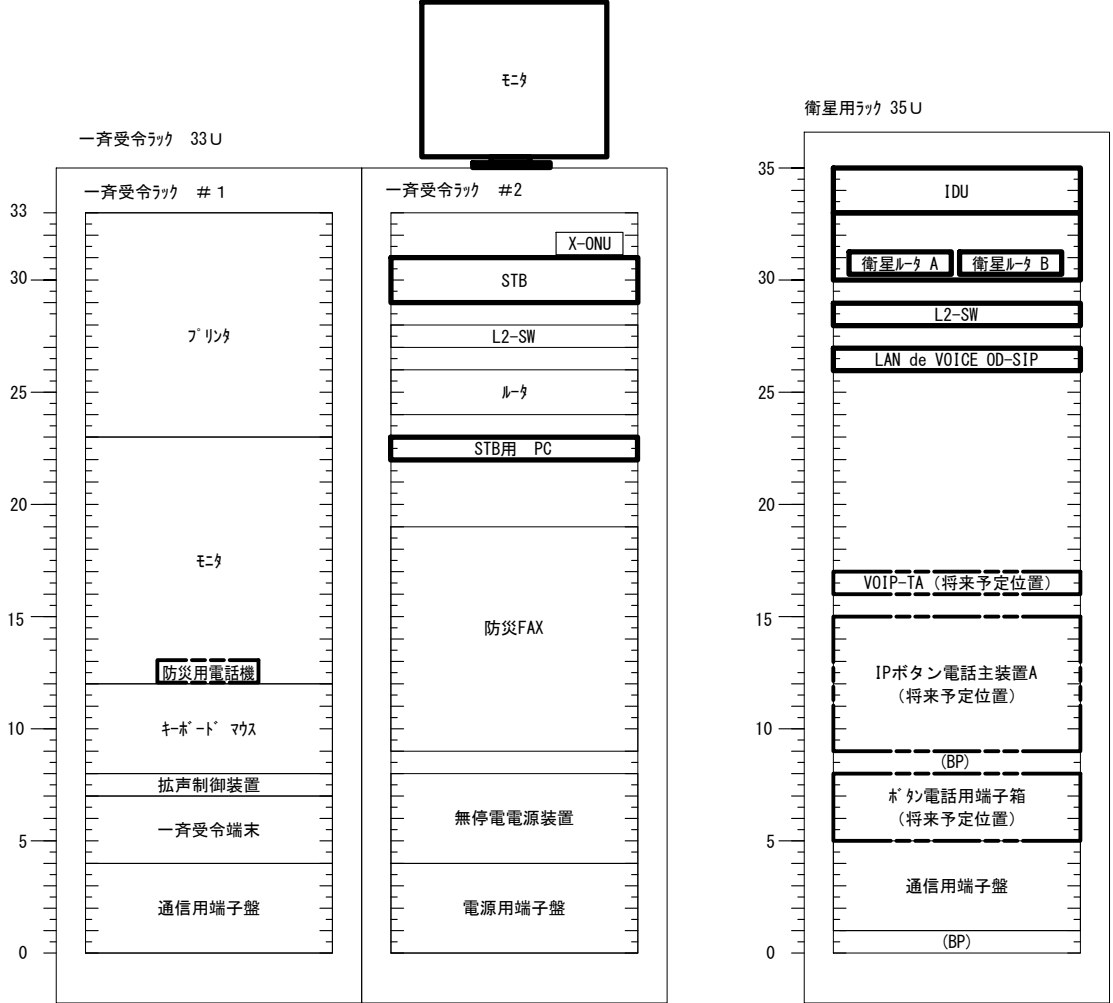 モニタ
一斉受令ラック 33U
衛星用ラック 35U
一斉受令ラック #1
33
30
25
20
15
10
5
0
プリンタ
モニタ
防災用電話機
キーボード マウス
拡声制御装置
一斉受令端末
通信用端子盤
一斉受令ラック #2
X-ONU
STB
L2-SW
ルータ
STB用 PC
防災FAX
無停電電源装置
電源用端子盤
35
30
25
20
15
10
5
0
IDU
衛星ルータ A
衛星ルータ B
L2-SW
LAN de VOICE OD-SIP
VOIP-TA (将来予定位置)
IPボタン電話主装置A
(将来予定位置)
(BP)
ボタン電話用端子箱
(将来予定位置)
通信用端子盤
(BP)